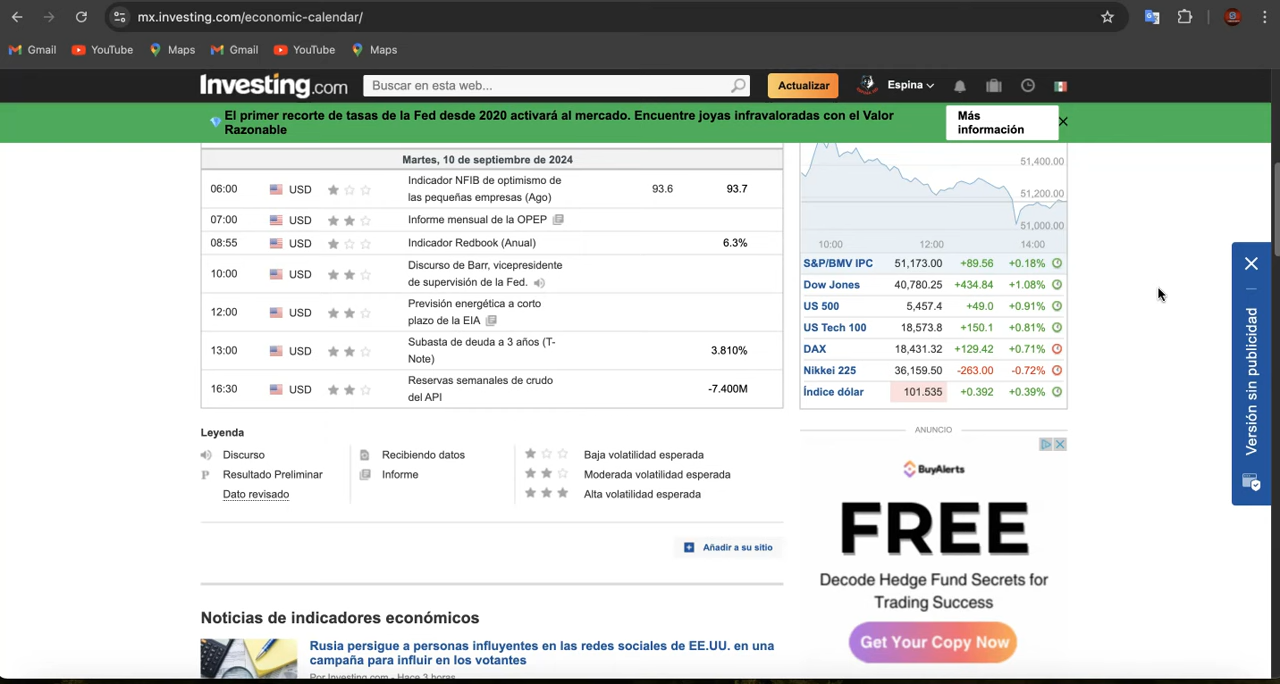 mx.investing.com/economic-calendar/
Gmail YouTube Maps Gmail YouTube Maps
Investing.com
Buscar en esta web...
Actualizar
Espina
El primer recorte de tasas de la Fed desde 2020 activará al mercado. Encuentre joyas infravaloradas con el Valor
Razonable
Más
información
Martes, 10 de septiembre de 2024
06:00 USD Indicador NFIB de optimismo de
las pequeñas empresas (Ago) 93.6 93.7
07:00 USD Informe mensual de la OPEP
08:55 USD Indicador Redbook (Anual) 6.3%
10:00 USD Discurso de Barr, vicepresidente
de supervisión de la Fed.
12:00 USD Previsión energética a corto
plazo de la EIA
13:00 USD Subasta de deuda a 3 años (T-
Note) 3.810%
16:30 USD Reservas semanales de crudo
del API -7.400M
Leyenda
Discurso
P Resultado Preliminar
Dato revisado
Recibiendo datos
Informe
Baja volatilidad esperada
Moderada volatilidad esperada
Alta volatilidad esperada
Añadir a su sitio
Noticias de indicadores económicos
Rusia persigue a personas influyentes en las redes sociales de EE.UU. en una
campaña para influir en los votantes
Por Investing.com - Hace 3 horas
51,400.00
51,200.00
51,000.00
10:00 12:00 14:00
S&P/BMV IPC 51,173.00 +89.56 +0.18%
Dow Jones 40,780.25 +434.84 +1.08%
US 500 5,457.4 +49.0 +0.91%
US Tech 100 18,573.8 +150.1 +0.81%
DAX 18,431.32 +129.42 +0.71%
Nikkei 225 36,159.50 -263.00 -0.72%
Índice dólar 101.535 +0.392 +0.39%
ANUNCIO
BuyAlerts
FREE
Decode Hedge Fund Secrets for
Trading Success
Get Your Copy Now
Versión sin publicidad